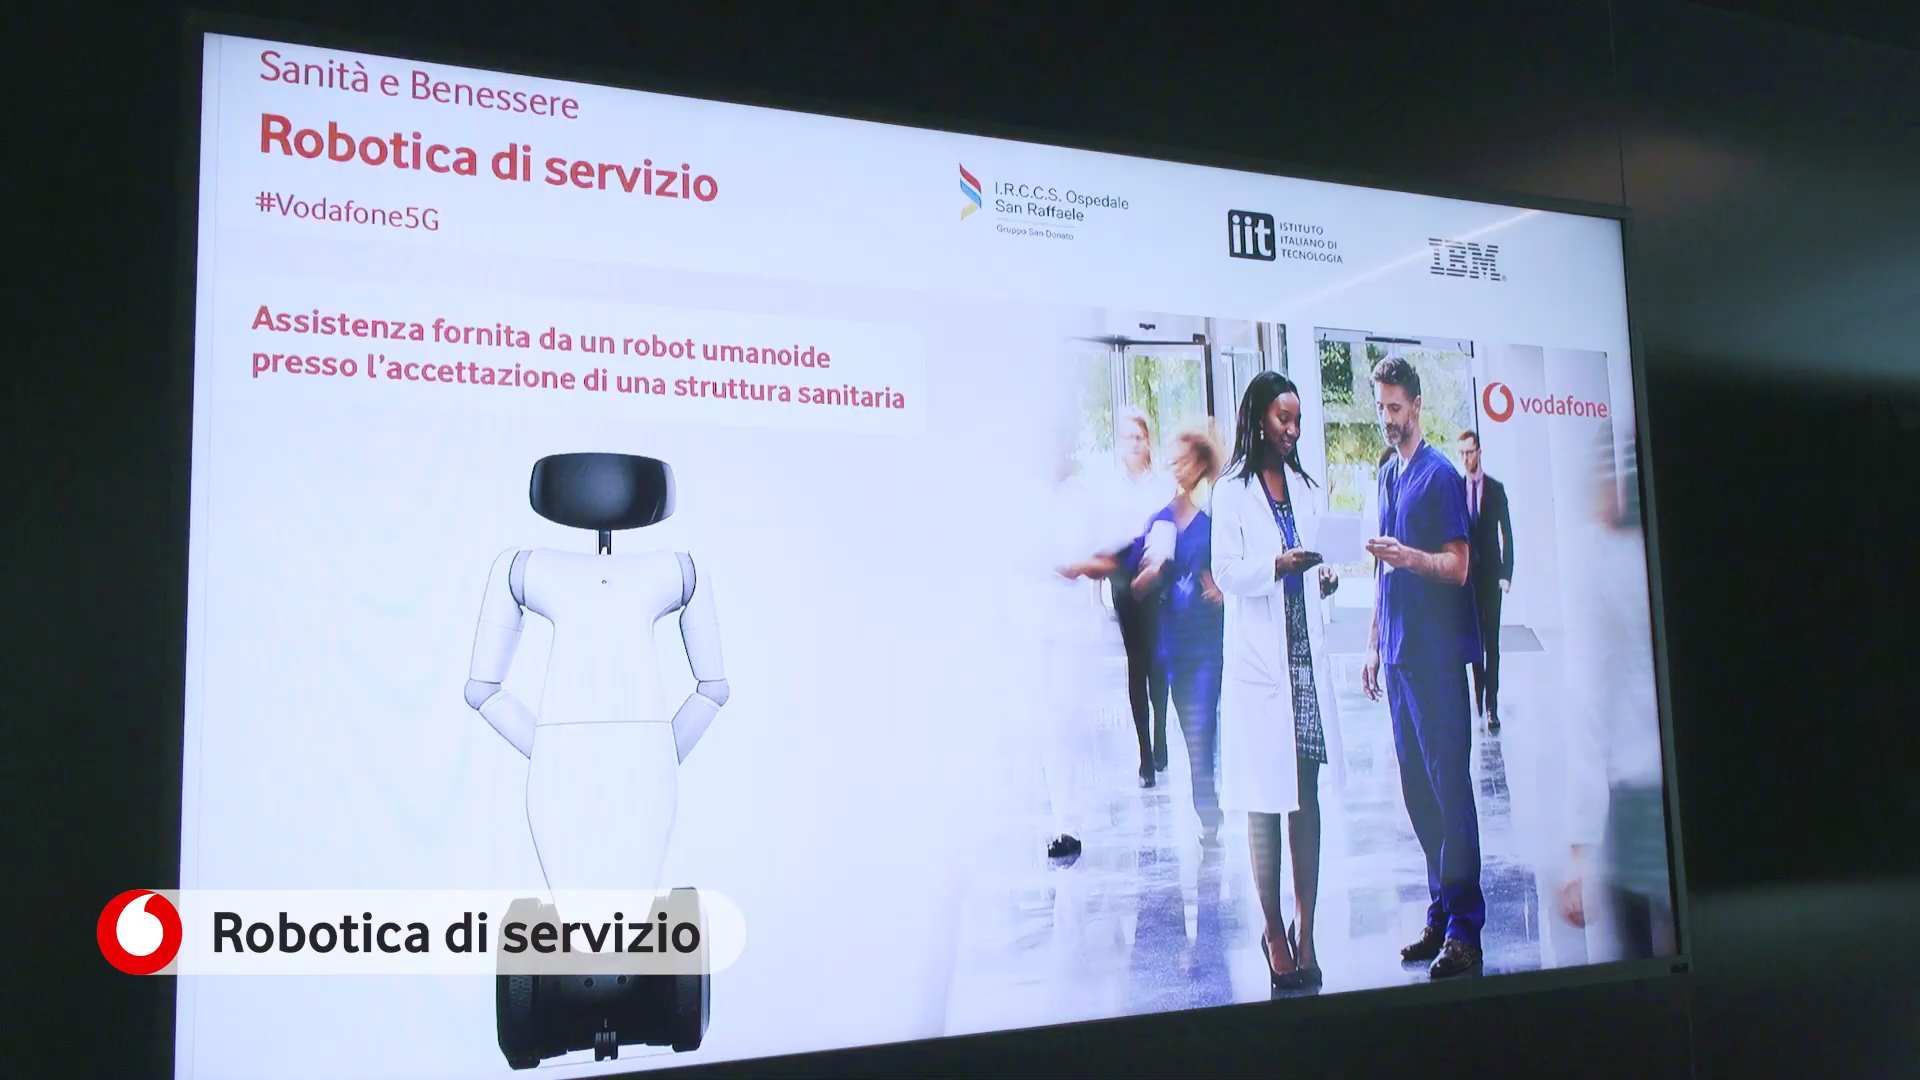 Sanità e Benessere
Robotica di servizio
#Vodafone5G
I.R.C.C.S. Ospedale
San Raffaele
Gruppo San Donato
iit
ISTITUTO
ITALIANO DI
TECNOLOGIA
IBM®
Assistenza fornita da un robot umanoide
presso l'accettazione di una struttura sanitaria
vodafone
Robotica di servizio